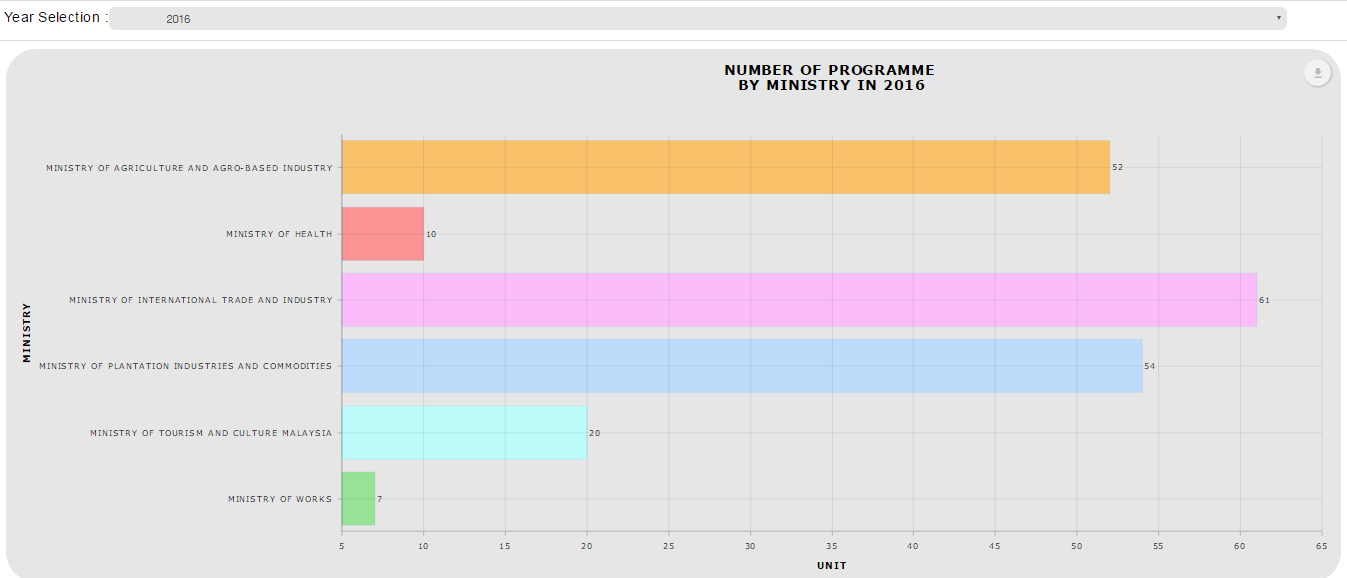 Year Selection : 2016
NUMBER OF PROGRAMME
BY MINISTRY IN 2016
MINISTRY
MINISTRY OF AGRICULTURE AND AGRO-BASED INDUSTRY 52
MINISTRY OF HEALTH 10
MINISTRY OF INTERNATIONAL TRADE AND INDUSTRY 61
MINISTRY OF PLANTATION INDUSTRIES AND COMMODITIES 54
MINISTRY OF TOURISM AND CULTURE MALAYSIA 20
MINISTRY OF WORKS 7
5 10 15 20 25 30 35 40 45 50 55 60 65
UNIT